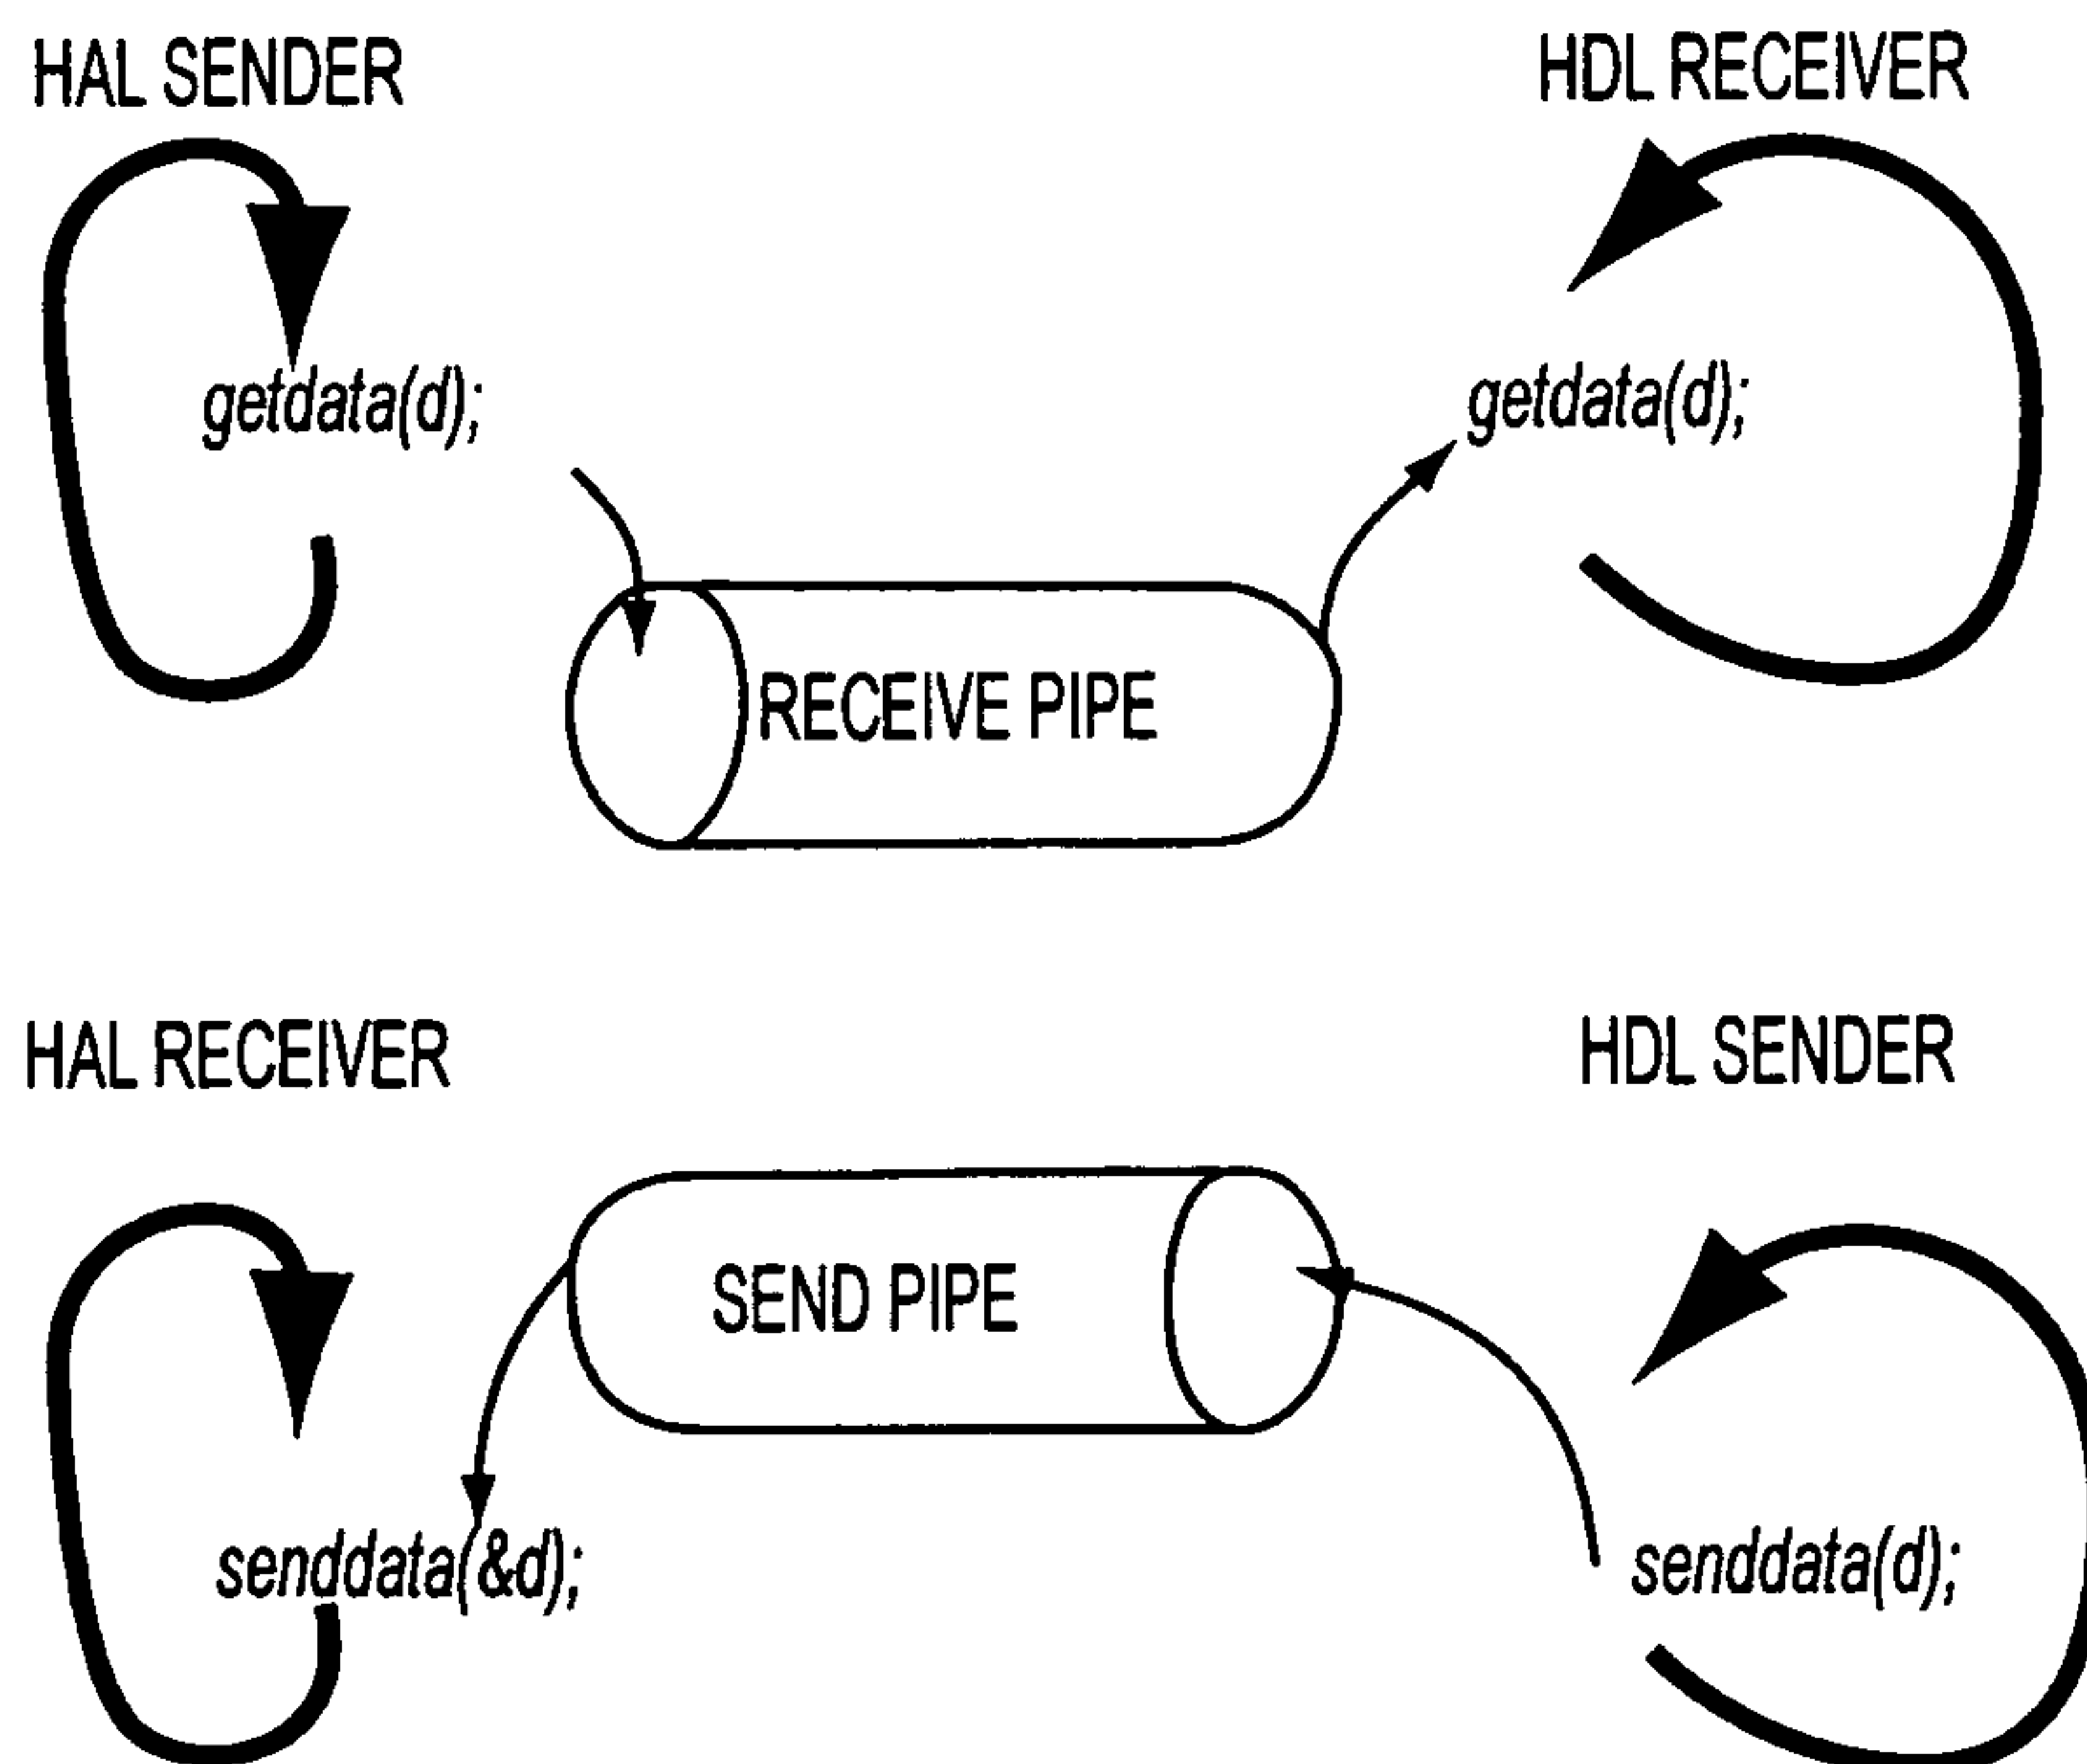 HAL SENDER
HDL RECEIVER
getdata(d);
getdata(d);
RECEIVE PIPE
HAL RECEIVER
HDL SENDER
SEND PIPE
senddata(&d);
senddata(d);